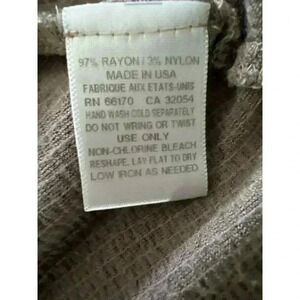 97% RAYON / 3% NYLON
MADE IN USA
FABRIQUE AUX ETATS-UNIS
RN 66170 CA 32054
HAND WASH COLD SEPARATELY
DO NOT WRING OR TWIST
USE ONLY
NON-CHLORINE BLEACH
RESHAPE, LAY FLAT TO DRY
LOW IRON AS NEEDED